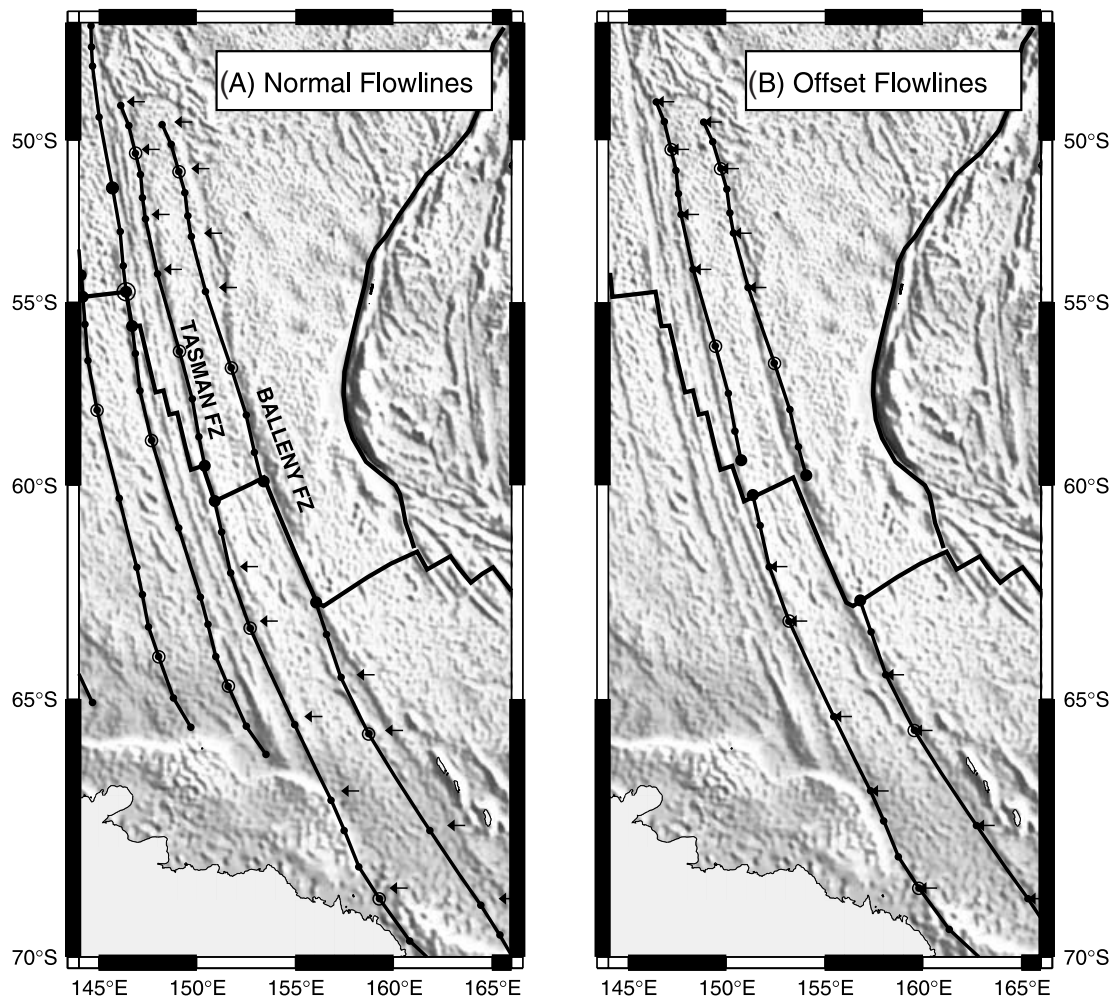 (A) Normal Flowlines
(B) Offset Flowlines
50°S
50°S
55°S
55°S
TASMAN FZ
BALLENY FZ
60°S
60°S
65°S
65°S
70°S
70°S
145°E 150°E 155°E 160°E 165°E
145°E 150°E 155°E 160°E 165°E